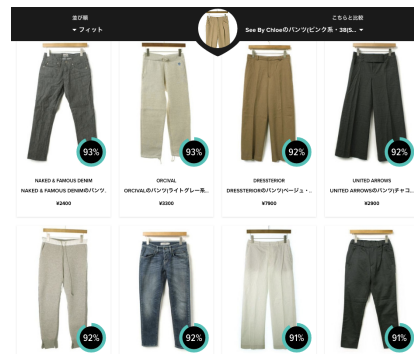 並び順
フィット
こちらと比較
See By Chloeのパンツ(ピンク系・38(S...
93%
93%
92%
92%
NAKED & FAMOUS DENIM
NAKED & FAMOUS DENIMのパンツ..
¥2400
ORCIVAL
ORCIVALのパンツ(ライトグレー系..
¥3300
DRESSTERIOR
DRESSTERIORのパンツ(ベージュ・..
¥7900
UNITED ARROWS
UNITED ARROWSのパンツ(チャコ..
¥2900
92%
92%
91%
91%